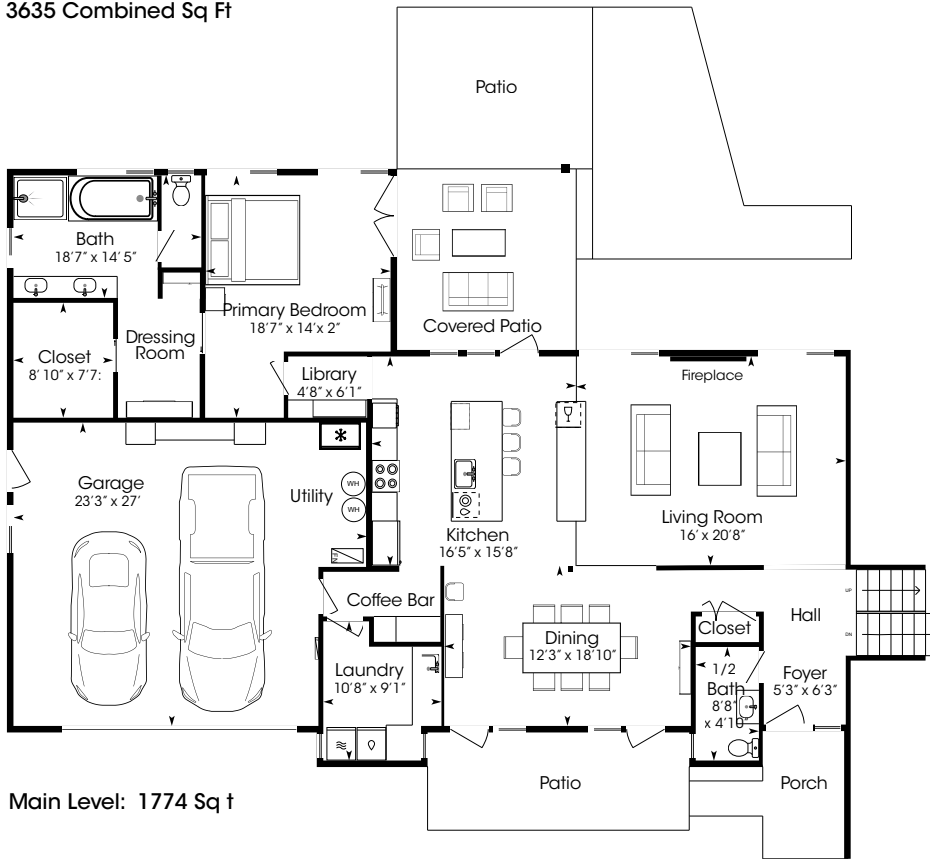 3635 Combined Sq Ft
Patio
Bath
18'7" x 14' 5"
Primary Bedroom
18'7" x 14'x 2"
Covered Patio
Dressing
Room
Closet
8' 10" x 7'7:
Library
4'8" x 6'1"
Fireplace
Garage
23'3" x 27'
Utility
WH
WH
Kitchen
16'5" x 15'8"
Living Room
16' x 20'8"
Coffee Bar
UP
DN
Hall
Closet
Dining
12'3" x 18'10"
Laundry
10'8" x 9'1"
1/2
Bath
8'8"
x 4'10
Foyer
5'3" x 6'3"
Patio
Porch
Main Level: 1774 Sq t